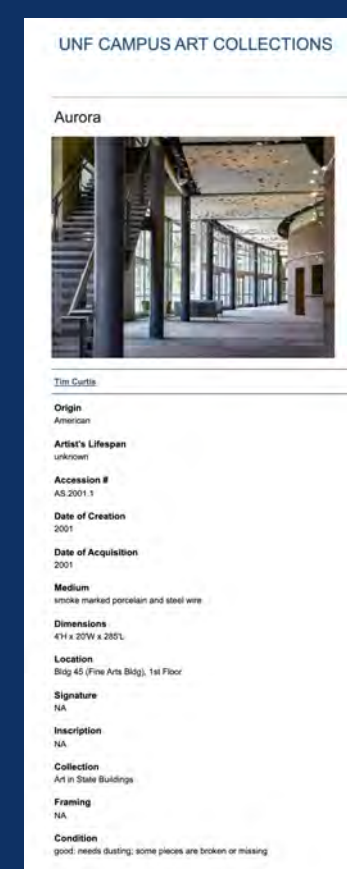 UNF CAMPUS ART COLLECTIONS
Aurora
Tim Curtis
Origin
American
Artist's Lifespan
unknown
Accession #
AS.2001.1
Date of Creation
2001
Date of Acquisition
2001
Medium
smoke marked porcelain and steel wire
Dimensions
4'H x 20'W x 285'L
Location
Bldg 45 (Fine Arts Bldg), 1st Floor
Signature
NA
Inscription
NA
Collection
Art in State Buildings
Framing
NA
Condition
good: needs dusting; some pieces are broken or missing